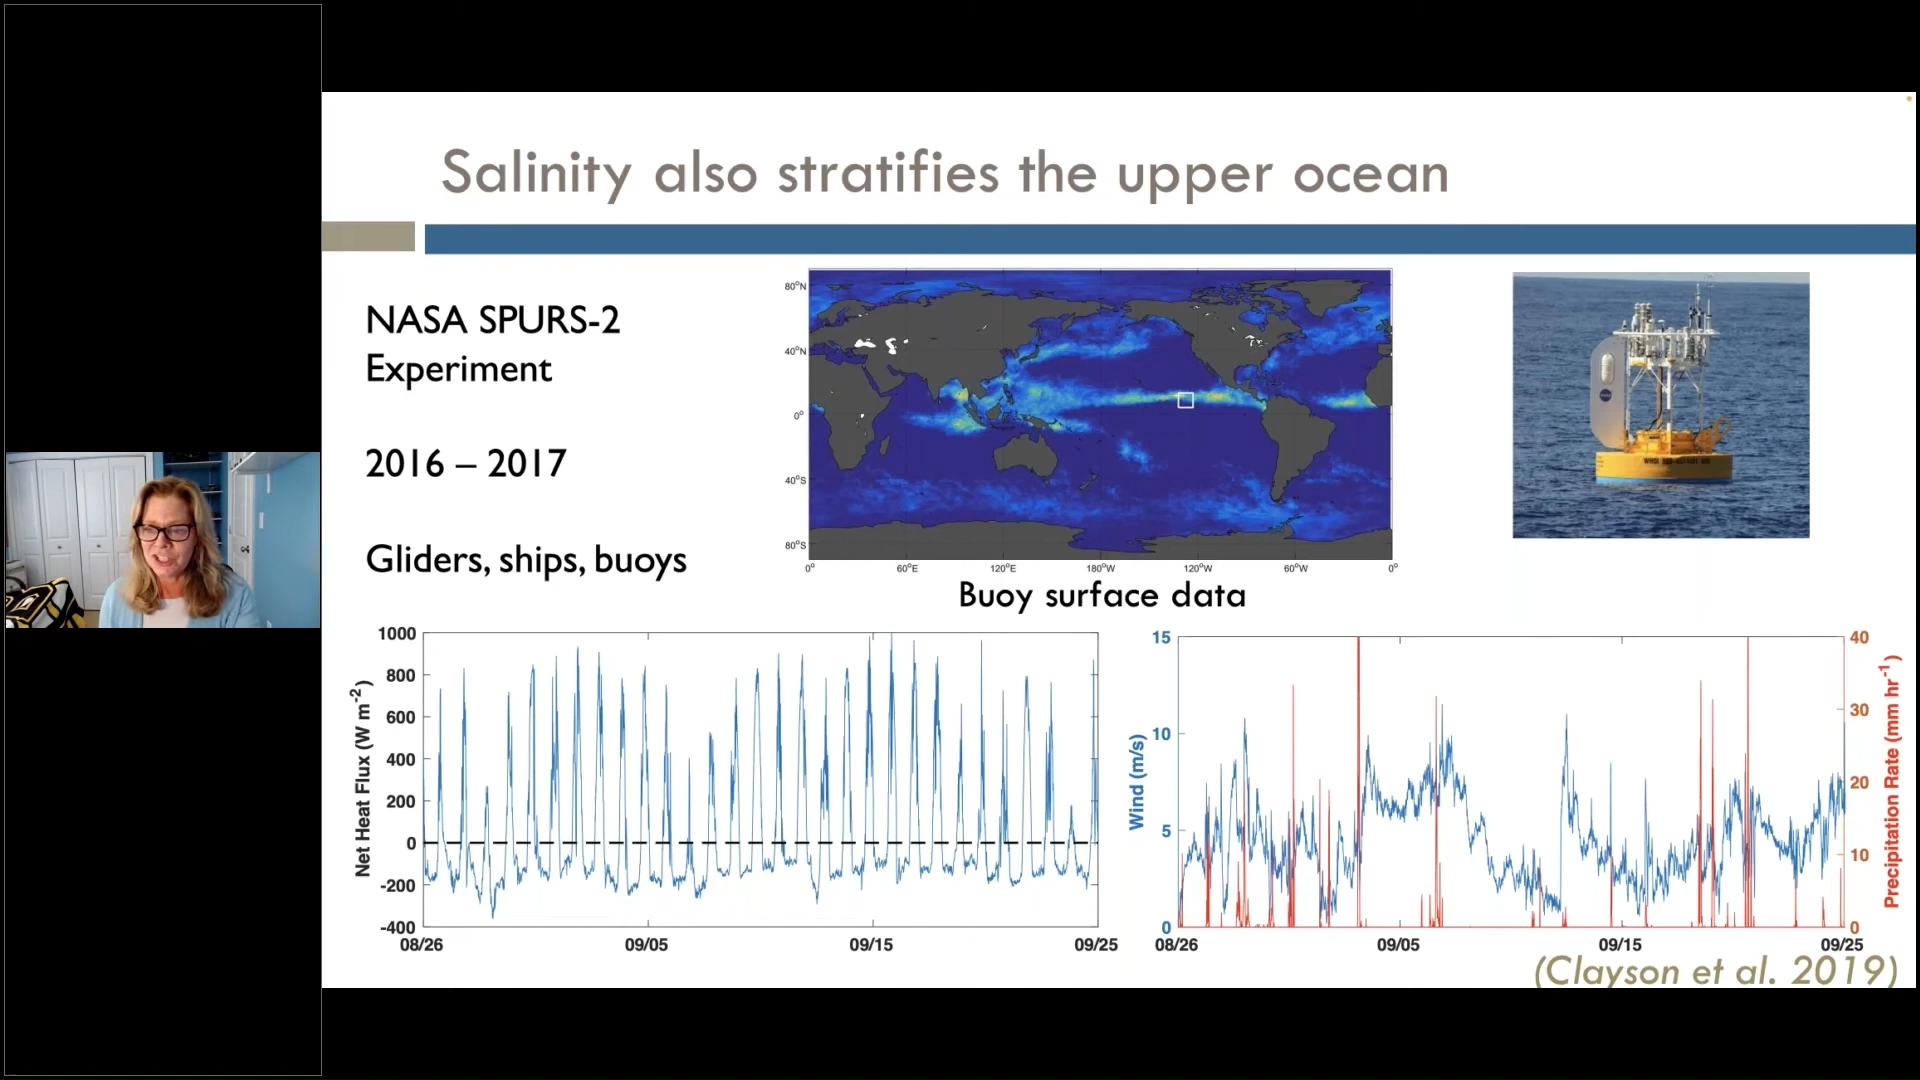 Salinity also stratifies the upper ocean
NASA SPURS-2
Experiment
2016 – 2017
Gliders, ships, buoys
80°N
40°N
0°
40°S
80°S
0°
60°E
120°E
180°W
120°W
60°W
0°
Buoy surface data
WHOI
Net Heat Flux (W m-2)
1000
800
600
400
200
0
-200
-400
08/26
09/05
09/15
09/25
Wind (m/s)
15
10
5
0
08/26
09/05
09/15
09/25
40
30
20
10
0
Precipitation Rate (mm hr-1)
(Clayson et al. 2019)